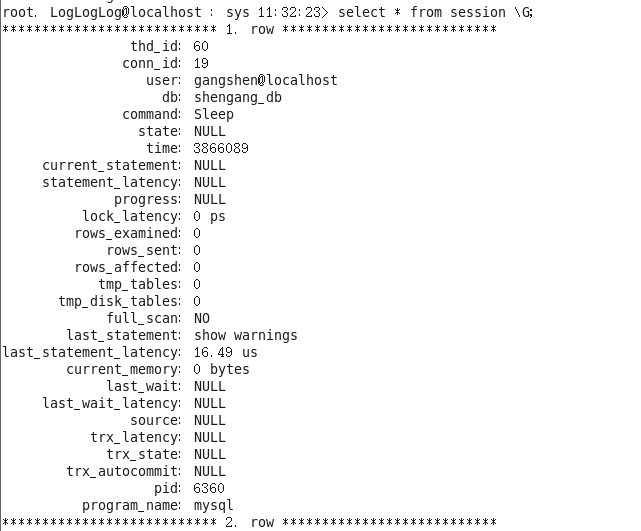 root. LogLogLog@localhost : sys 11:32:23> select * from session \G;
*************************** 1. row ***************************
thd_id: 60
conn_id: 19
user: gangshen@localhost
db: shengang_db
command: Sleep
state: NULL
time: 3866089
current_statement: NULL
statement_latency: NULL
progress: NULL
lock_latency: 0 ps
rows_examined: 0
rows_sent: 0
rows_affected: 0
tmp_tables: 0
tmp_disk_tables: 0
full_scan: NO
last_statement: show warnings
last_statement_latency: 16.49 us
current_memory: 0 bytes
last_wait: NULL
last_wait_latency: NULL
source: NULL
trx_latency: NULL
trx_state: NULL
trx_autocommit: NULL
pid: 6360
program_name: mysql
*************************** 2. row ***************************